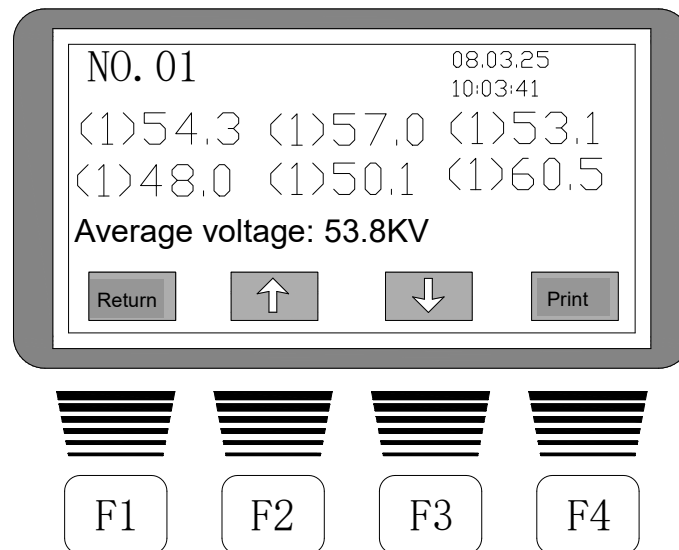 NO. 01
08.03.25
10:03:41
(1)54.3 (1)57.0 (1)53.1
(1)48.0 (1)50.1 (1)60.5
Average voltage: 53.8KV
Return Print
F1 F2 F3 F4